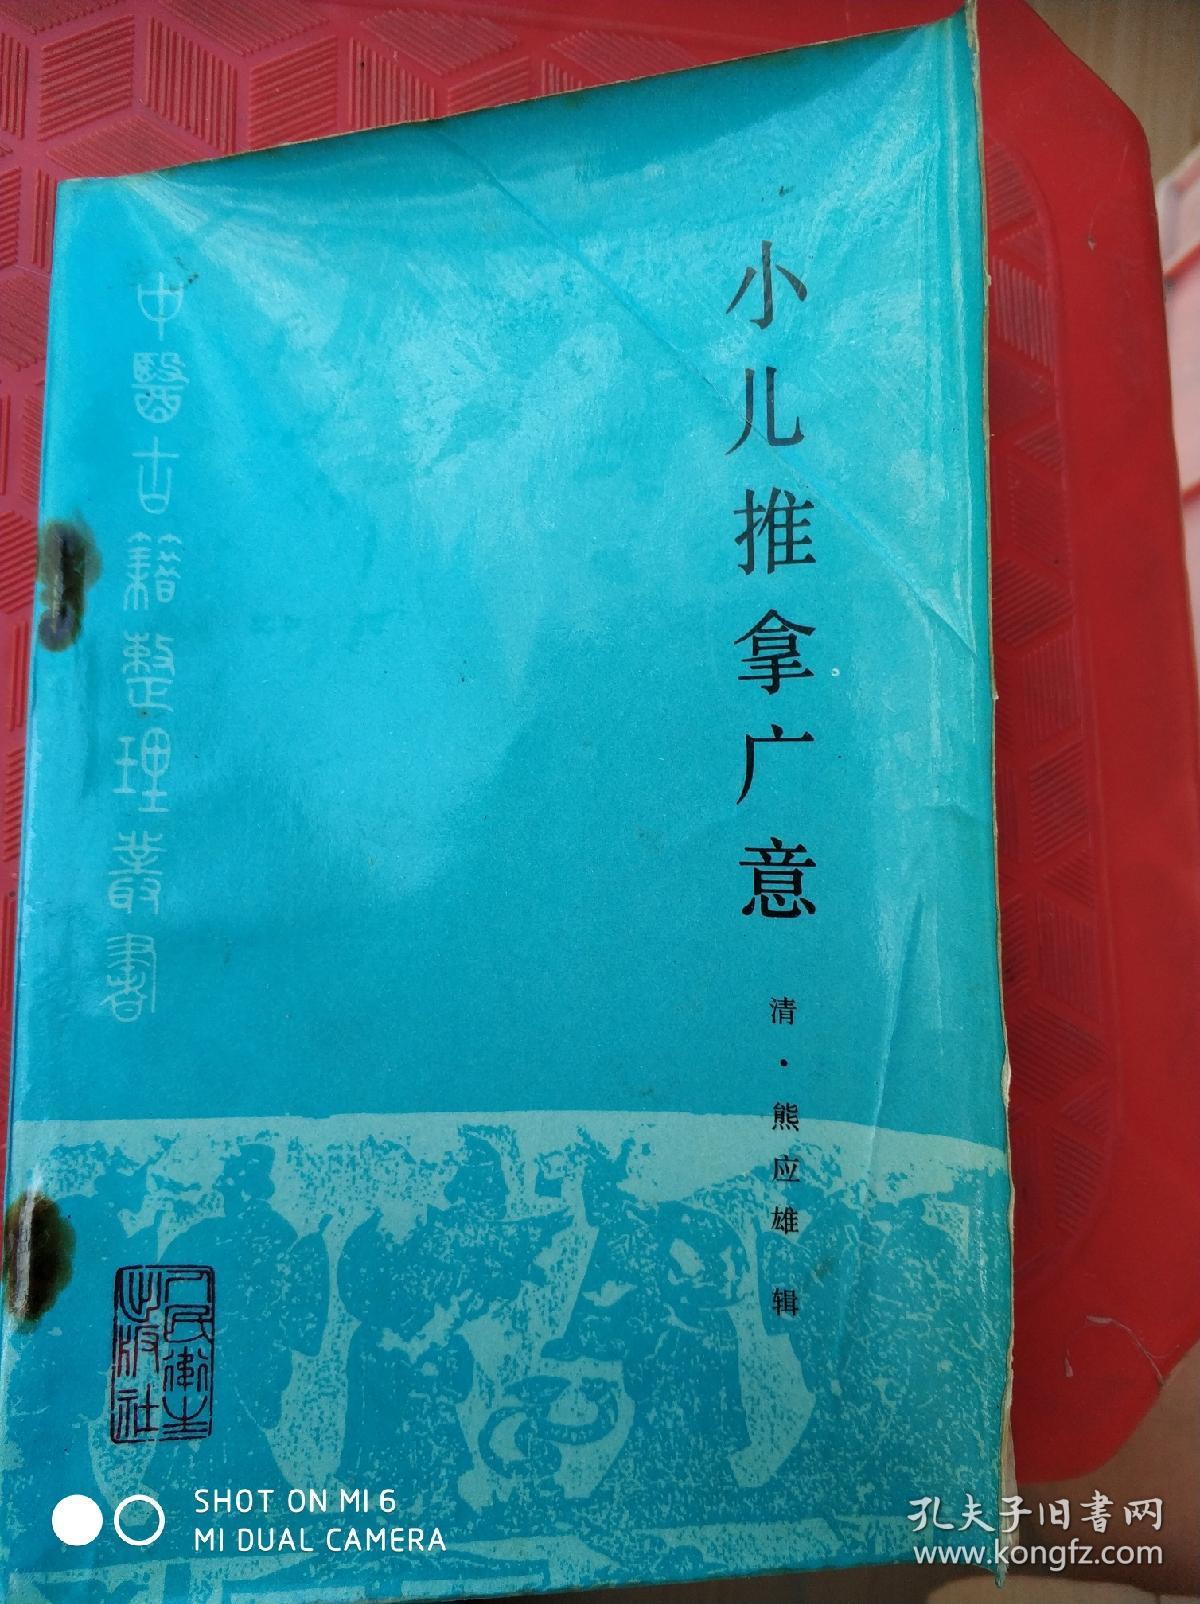 小儿推拿广意
清·熊应雄 辑
中醫古籍整理叢書
人民衛生
出版社
SHOT ON MI 6
MI DUAL CAMERA
孔夫子旧书网
www.kongfz.com